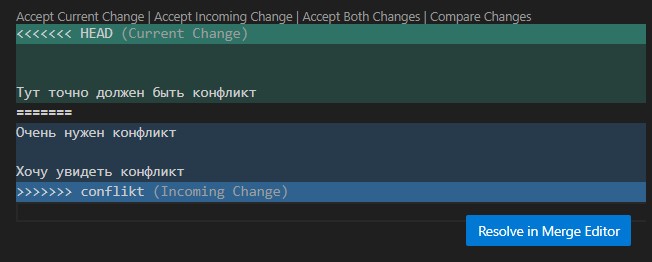 Accept Current Change | Accept Incoming Change | Accept Both Changes | Compare Changes
<<<<<<< HEAD (Current Change)
Тут точно должен быть конфликт
=======
Очень нужен конфликт
Хочу увидеть конфликт
>>>>>>> conflikt (Incoming Change)
Resolve in Merge Editor